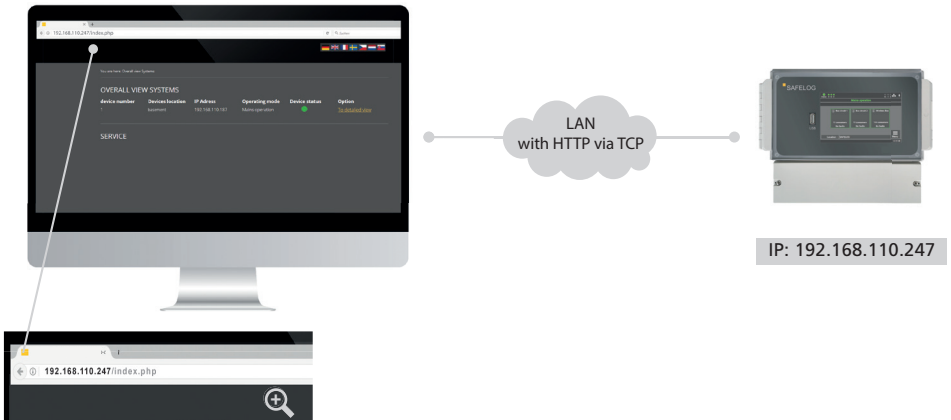 192.168.110.247/index.php
You are here: Overall view Systems
OVERALL VIEW SYSTEMS
device number Devices location IP Adress Operating mode Device status Option
1 basement Mains operation To detailed view
SERVICE
LAN
with HTTP via TCP
SAFELOG
USB
IP: 192.168.110.247
192.168.110.247/index.php